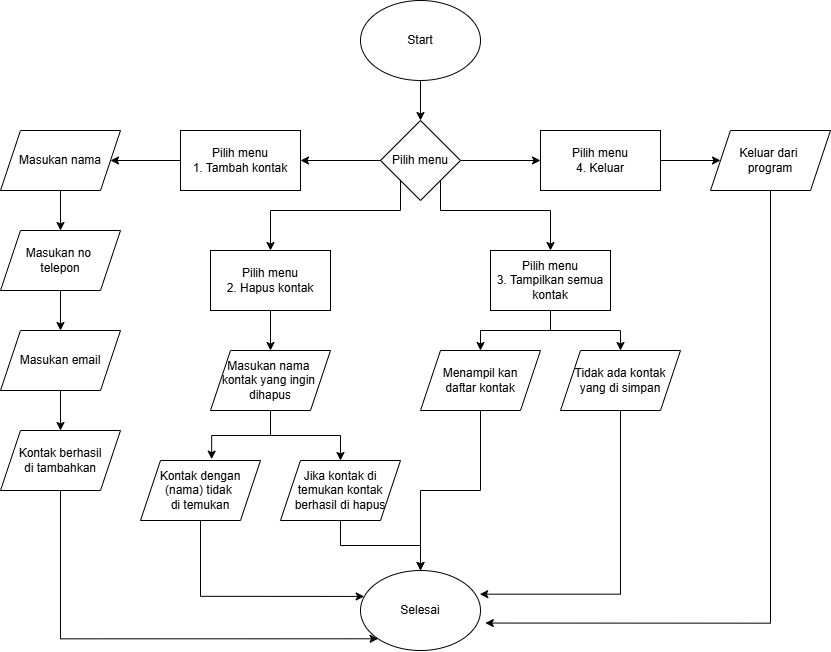 Start
Pilih menu
Pilih menu
1. Tambah kontak
Masukan nama
Masukan no
telepon
Masukan email
Kontak berhasil
di tambahkan
Pilih menu
2. Hapus kontak
Masukan nama
kontak yang ingin
dihapus
Kontak dengan
(nama) tidak
di temukan
Jika kontak di
temukan kontak
berhasil di hapus
Pilih menu
3. Tampilkan semua
kontak
Menampil kan
daftar kontak
Tidak ada kontak
yang di simpan
Pilih menu
4. Keluar
Keluar dari
program
Selesai